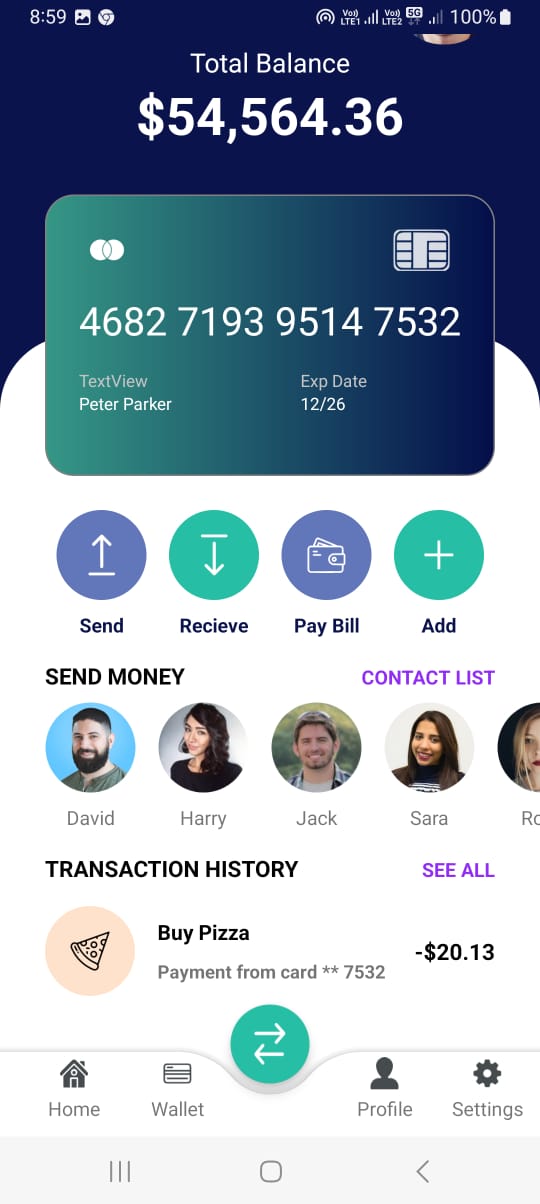 8:59 Vo) LTE1 Vo) LTE2 5G 100%
Total Balance
$54,564.36
4682 7193 9514 7532
TextView Exp Date
Peter Parker 12/26
Send Recieve Pay Bill Add
SEND MONEY CONTACT LIST
David Harry Jack Sara Ro
TRANSACTION HISTORY SEE ALL
Buy Pizza
-$20.13
Payment from card ** 7532
Home Wallet Profile Settings